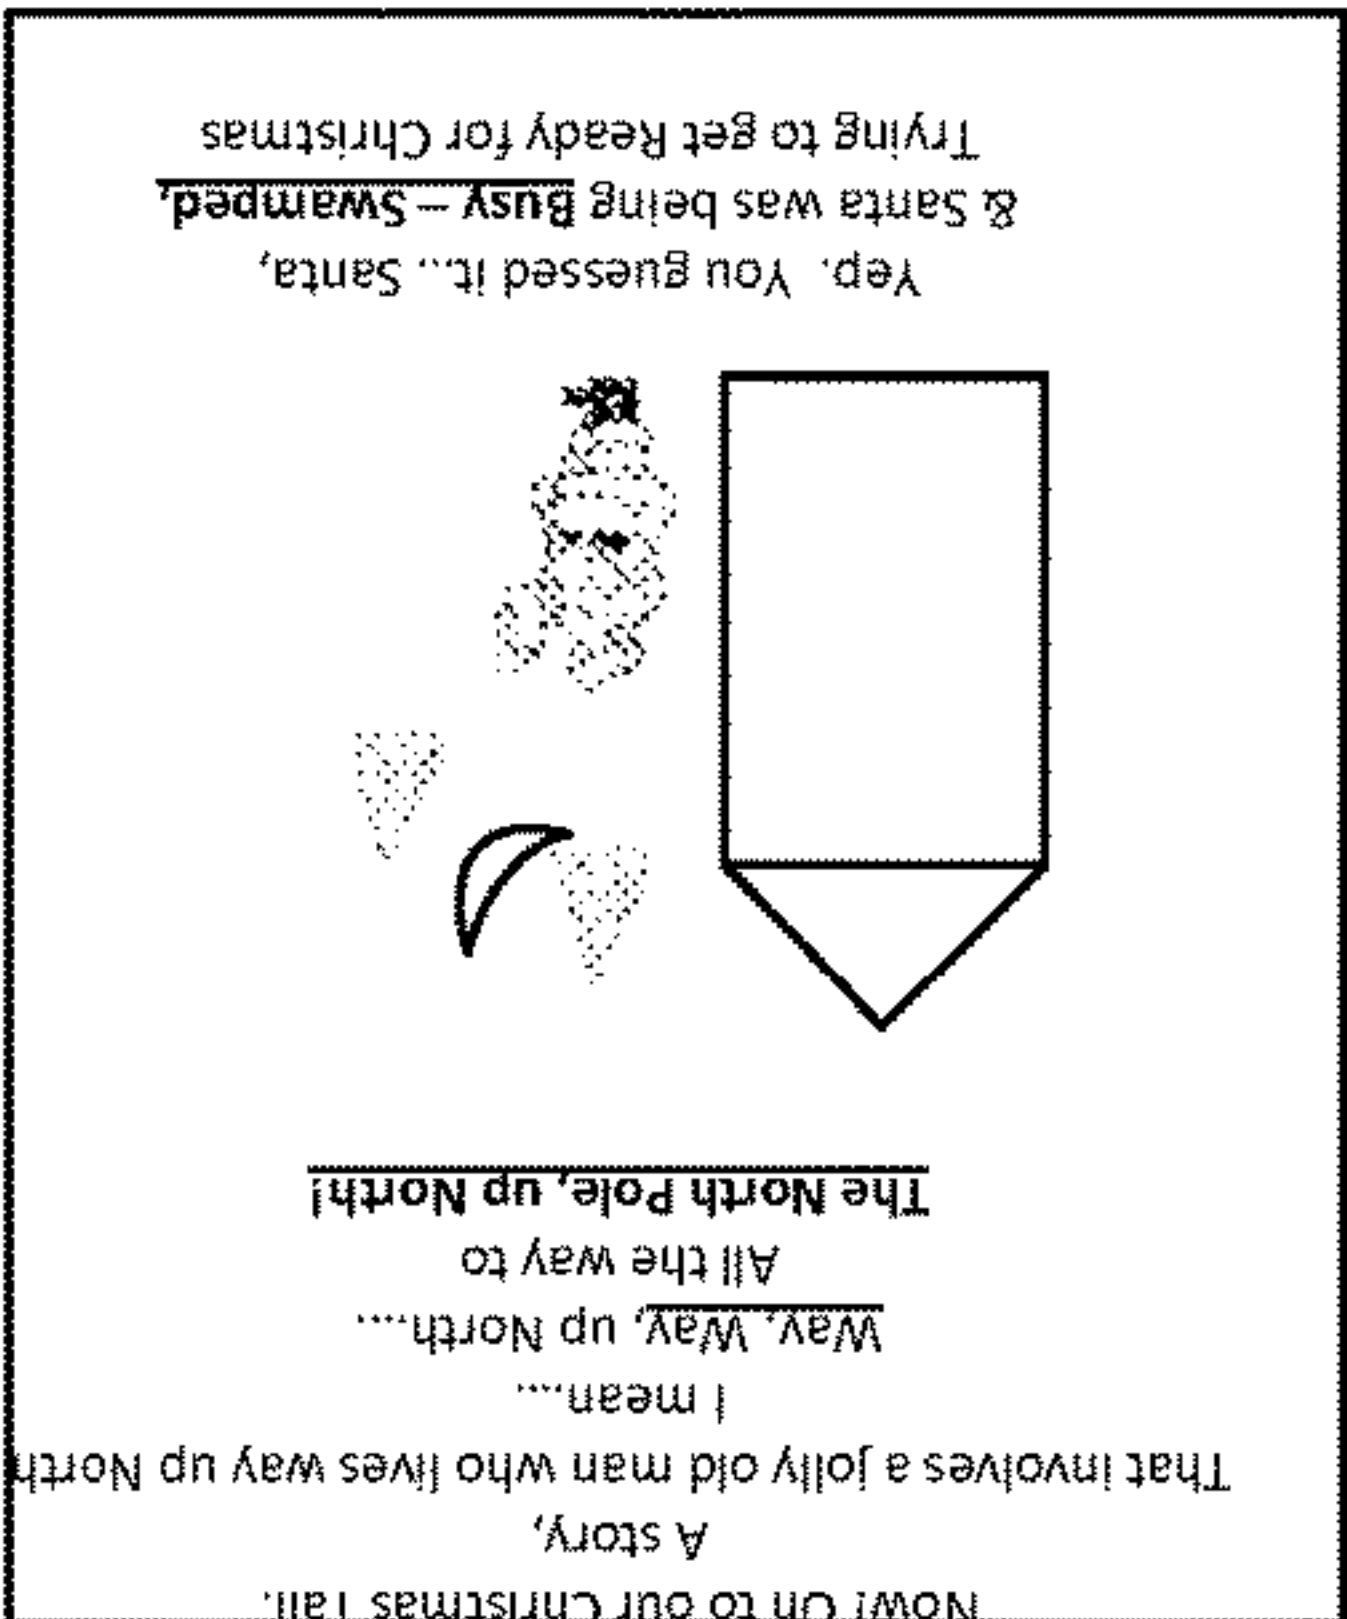 Now! On to our Christmas Tail.
A story,
That involves a jolly old man who lives way up North
I mean....
Way, Way, up North....
All the way to
The North Pole, up North!
Yep. You guessed it... Santa,
& Santa was being Busy – Swamped,
Trying to get Ready for Christmas